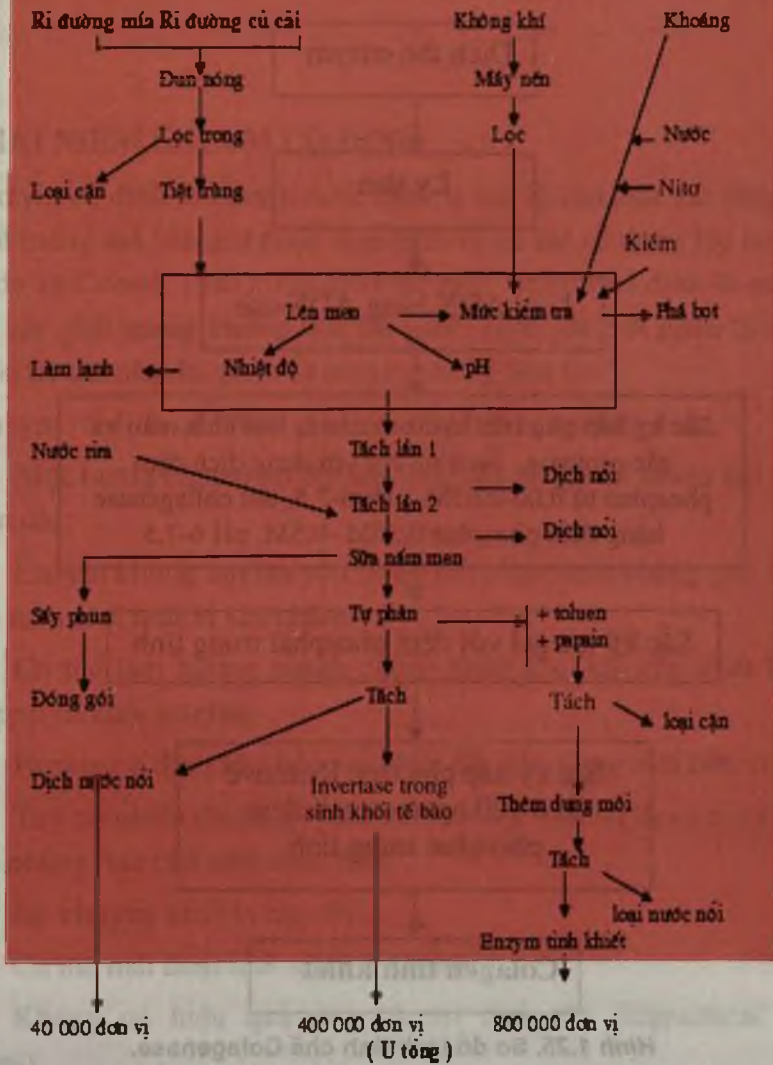 Rỉ đường mía Rỉ đường củ cải
Không khí
Khoáng
Đun nóng
Máy nén
Lọc trong
Lọc
Nước
Loại cặn
Tiệt trùng
Nitơ
Kiềm
Lên men
Mức kiểm tra
Phá bọt
Làm lạnh
Nhiệt độ
pH
Nước rửa
Tách lần 1
Dịch nổi
Tách lần 2
Dịch nổi
Sữa nấm men
Sấy phun
Tự phân
+ toluen
+ papain
Đóng gói
Tách
Tách
loại cặn
Dịch nước nổi
Invertase trong
sinh khối tế bào
Thêm dung môi
Tách
loại nước nổi
Enzym tinh khiết
40 000 đơn vị
400 000 đơn vị
800 000 đơn vị
( U tổng )